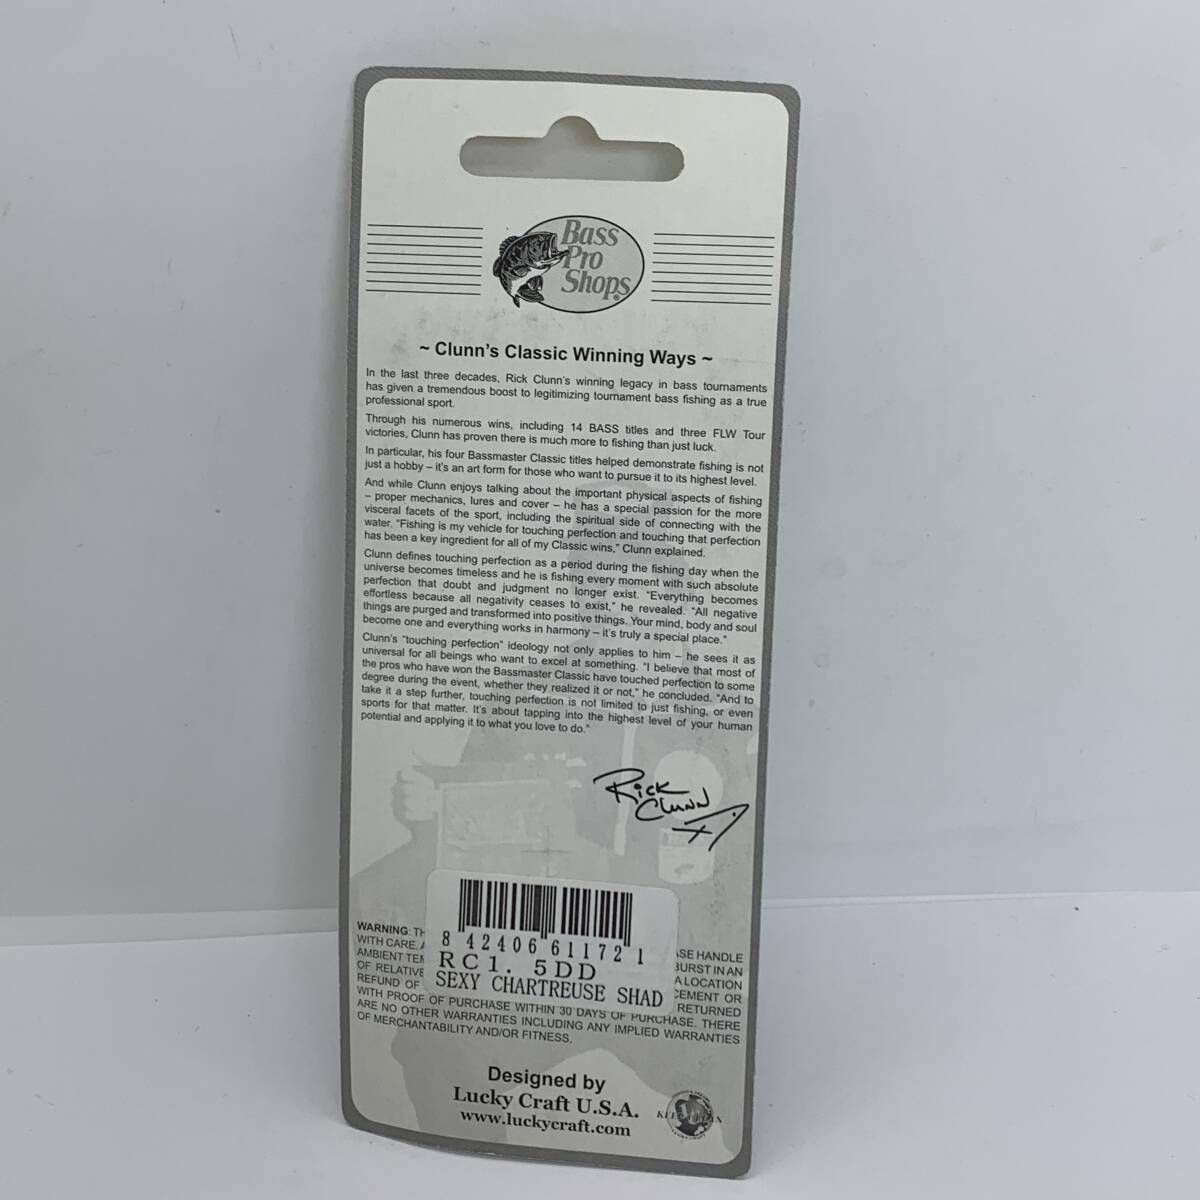 Bass
Pro
Shops®
~ Clunn's Classic Winning Ways ~
In the last three decades, Rick Clunn's winning legacy in bass tournaments
has given a tremendous boost to legitimizing tournament bass fishing as a true
professional sport.
Through his numerous wins, including 14 BASS titles and three FLW Tour
victories, Clunn has proven there is much more to fishing than just luck.
In particular, his four Bassmaster Classic titles helped demonstrate fishing is not
just a hobby – it's an art form for those who want to pursue it to its highest level.
And while Clunn enjoys talking about the important physical aspects of fishing
– proper mechanics, lures and cover – he has a special passion for the more
visceral facets of the sport, including the spiritual side of connecting with the
water. "Fishing is my vehicle for touching perfection and touching that perfection
has been a key ingredient for all of my Classic wins," Clunn explained.
Clunn defines touching perfection as a period during the fishing day when the
universe becomes timeless and he is fishing every moment with such absolute
perfection that doubt and judgment no longer exist. "Everything becomes
effortless because all negativity ceases to exist," he revealed. "All negative
things are purged and transformed into positive things. Your mind, body and soul
become one and everything works in harmony – it's truly a special place."
Clunn's "touching perfection" ideology not only applies to him – he sees it as
universal for all beings who want to excel at something. "I believe that most of
the pros who have won the Bassmaster Classic have touched perfection to some
degree during the event, whether they realized it or not," he concluded. "And to
take it a step further, touching perfection is not limited to just fishing, or even
sports for that matter. It's about tapping into the highest level of your human
potential and applying it to what you love to do."
Rick
Clunn
8 42406 61172 1
RC1. 5DD
SEXY CHARTREUSE SHAD
WARNING: TH ASE HANDLE
WITH CARE. BURST IN AN
AMBIENT TEM A LOCATION
OF RELATIVE CEMENT OR
REFUND OF RETURNED
WITH PROOF OF PURCHASE WITHIN 30 DAYS OF PURCHASE. THERE
ARE NO OTHER WARRANTIES INCLUDING ANY IMPLIED WARRANTIES
OF MERCHANTABILITY AND/OR FITNESS.
Designed by
Lucky Craft U.S.A.
www.luckycraft.com